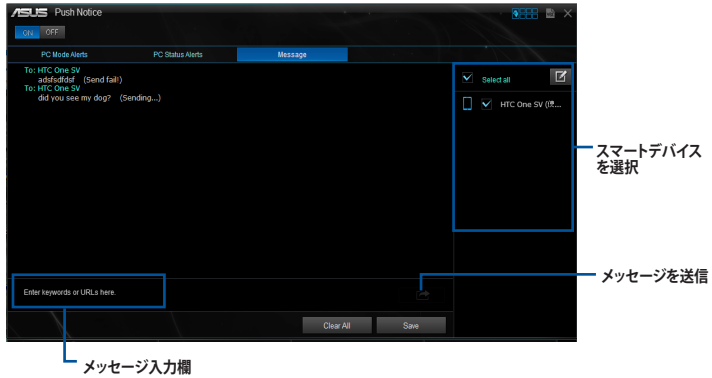 ASUS Push Notice
ON OFF
PC Mode Alerts PC Status Alerts Message
To: HTC One SV
adsfsdfdsf (Send fail!)
To: HTC One SV
did you see my dog? (Sending...)
Select all
HTC One SV (
スマートデバイス
を選択
メッセージを送信
Enter keywords or URLs here.
Clear All Save
メッセージ入力欄